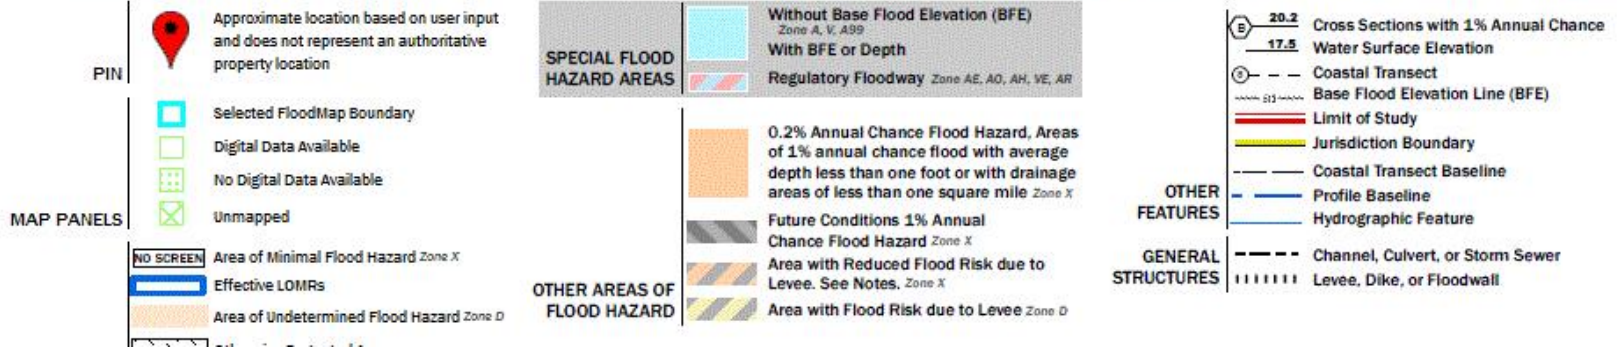 Approximate location based on user input
and does not represent an authoritative
property location
PIN
Selected FloodMap Boundary
Digital Data Available
No Digital Data Available
Unmapped
MAP PANELS
NO SCREEN Area of Minimal Flood Hazard Zone X
Effective LOMRs
Area of Undetermined Flood Hazard Zone D
Without Base Flood Elevation (BFE)
Zone A, V, A99
With BFE or Depth
SPECIAL FLOOD
HAZARD AREAS
Regulatory Floodway Zone AE, AO, AH, VE, AR
0.2% Annual Chance Flood Hazard, Areas
of 1% annual chance flood with average
depth less than one foot or with drainage
areas of less than one square mile Zone X
Future Conditions 1% Annual
Chance Flood Hazard Zone X
Area with Reduced Flood Risk due to
Levee. See Notes. Zone X
OTHER AREAS OF
FLOOD HAZARD
Area with Flood Risk due to Levee Zone D
B 20.2 Cross Sections with 1% Annual Chance
17.5 Water Surface Elevation
8 Coastal Transect
513 Base Flood Elevation Line (BFE)
Limit of Study
Jurisdiction Boundary
Coastal Transect Baseline
OTHER
FEATURES
Profile Baseline
Hydrographic Feature
GENERAL
STRUCTURES
Channel, Culvert, or Storm Sewer
Levee, Dike, or Floodwall